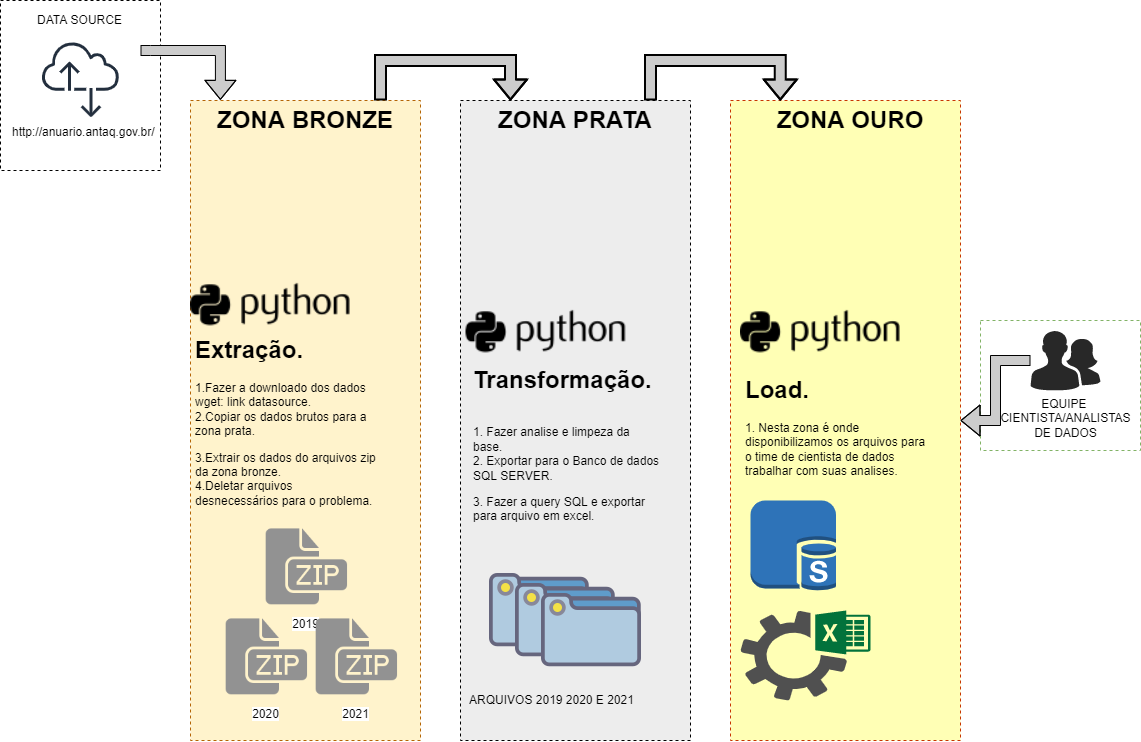 DATA SOURCE
http://anuario.antaq.gov.br/
ZONA BRONZE
python
Extração.
1.Fazer a downloado dos dados
wget: link datasource.
2.Copiar os dados brutos para a
zona prata.
3.Extrair os dados do arquivos zip
da zona bronze.
4.Deletar arquivos
desnecessários para o problema.
ZIP
2019
ZIP
ZIP
2020
2021
ZONA PRATA
python
Transformação.
1. Fazer analise e limpeza da
base.
2. Exportar para o Banco de dados
SQL SERVER.
3. Fazer a query SQL e exportar
para arquivo em excel.
ARQUIVOS 2019 2020 E 2021
ZONA OURO
python
Load.
1. Nesta zona é onde
disponibilizamos os arquivos para
o time de cientista de dados
trabalhar com suas analises.
S
X
EQUIPE
CIENTISTA/ANALISTAS
DE DADOS